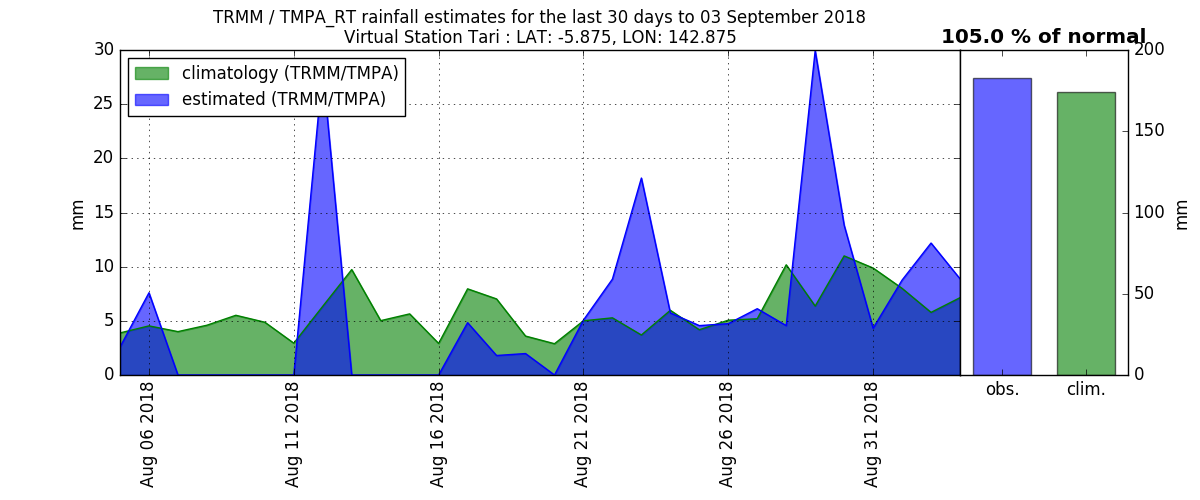 TRMM / TMPA_RT rainfall estimates for the last 30 days to 03 September 2018
Virtual Station Tari : LAT: -5.875, LON: 142.875
105.0 % of normal
climatology (TRMM/TMPA)
estimated (TRMM/TMPA)
mm
30
25
20
15
10
5
0
Aug 06 2018
Aug 11 2018
Aug 16 2018
Aug 21 2018
Aug 26 2018
Aug 31 2018
obs.
clim.
200
150
100
50
0
mm